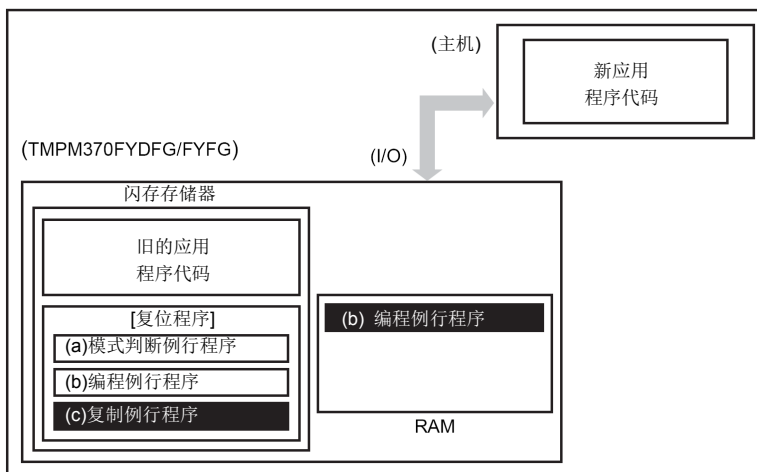 (主机)
新应用
程序代码
(TMPM370FYDFG/FYFG)
(I/O)
闪存存储器
旧的应用
程序代码
[复位程序]
(a)模式判断例行程序
(b)编程例行程序
(c)复制例行程序
(b) 编程例行程序
RAM